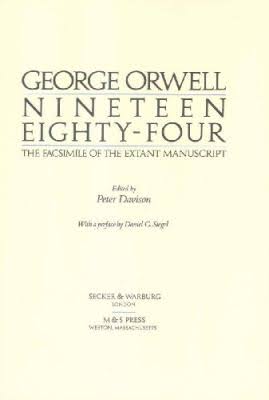 GEORGE ORWELL
NINETEEN
EIGHTY-FOUR
THE FACSIMILE OF THE EXTANT MANUSCRIPT
Edited by
Peter Davison
With a preface by Daniel G. Siegel
SECKER & WARBURG
LONDON
M & S PRESS
WESTON, MASSACHUSETTS